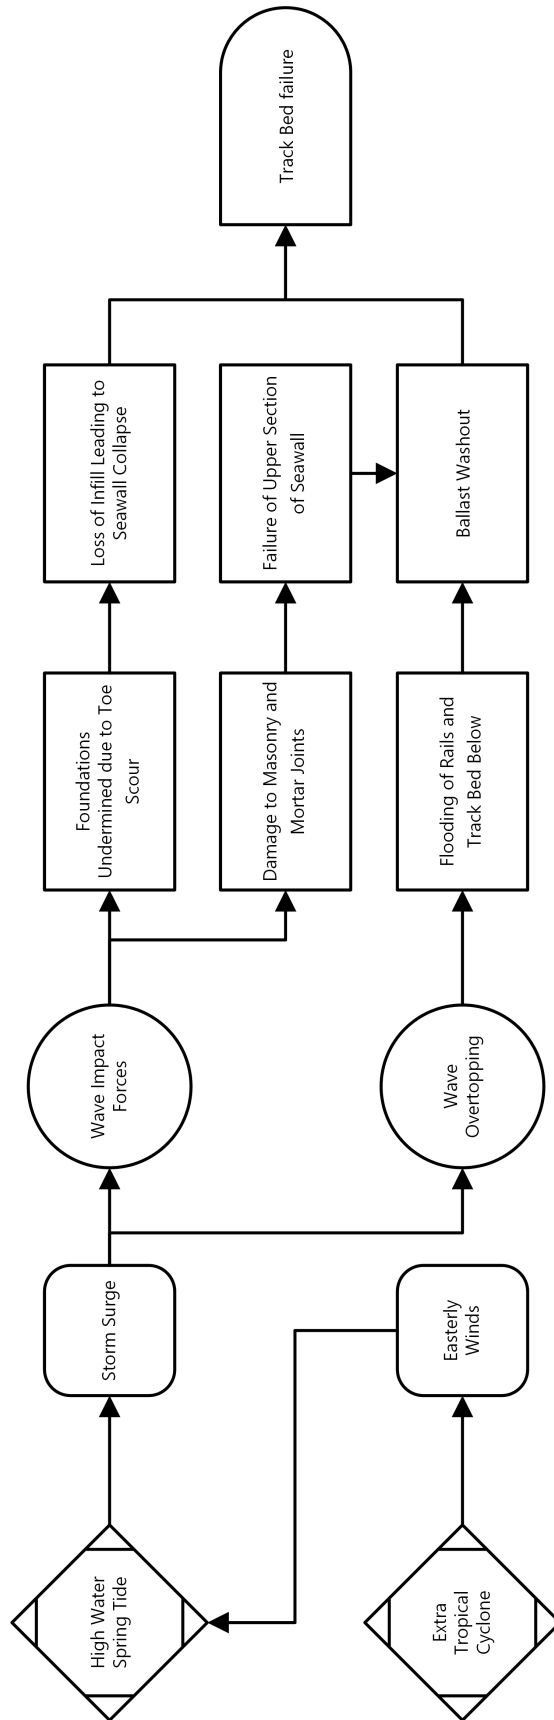 High Water
Spring Tide
Extra
Tropical
Cyclone
Storm Surge
Easterly
Winds
Wave Impact
Forces
Wave
Overtopping
Foundations
Undermined due to Toe
Scour
Damage to Masonry and
Mortar Joints
Flooding of Rails and
Track Bed Below
Loss of Infill Leading to
Seawall Collapse
Failure of Upper Section
of Seawall
Ballast Washout
Track Bed failure